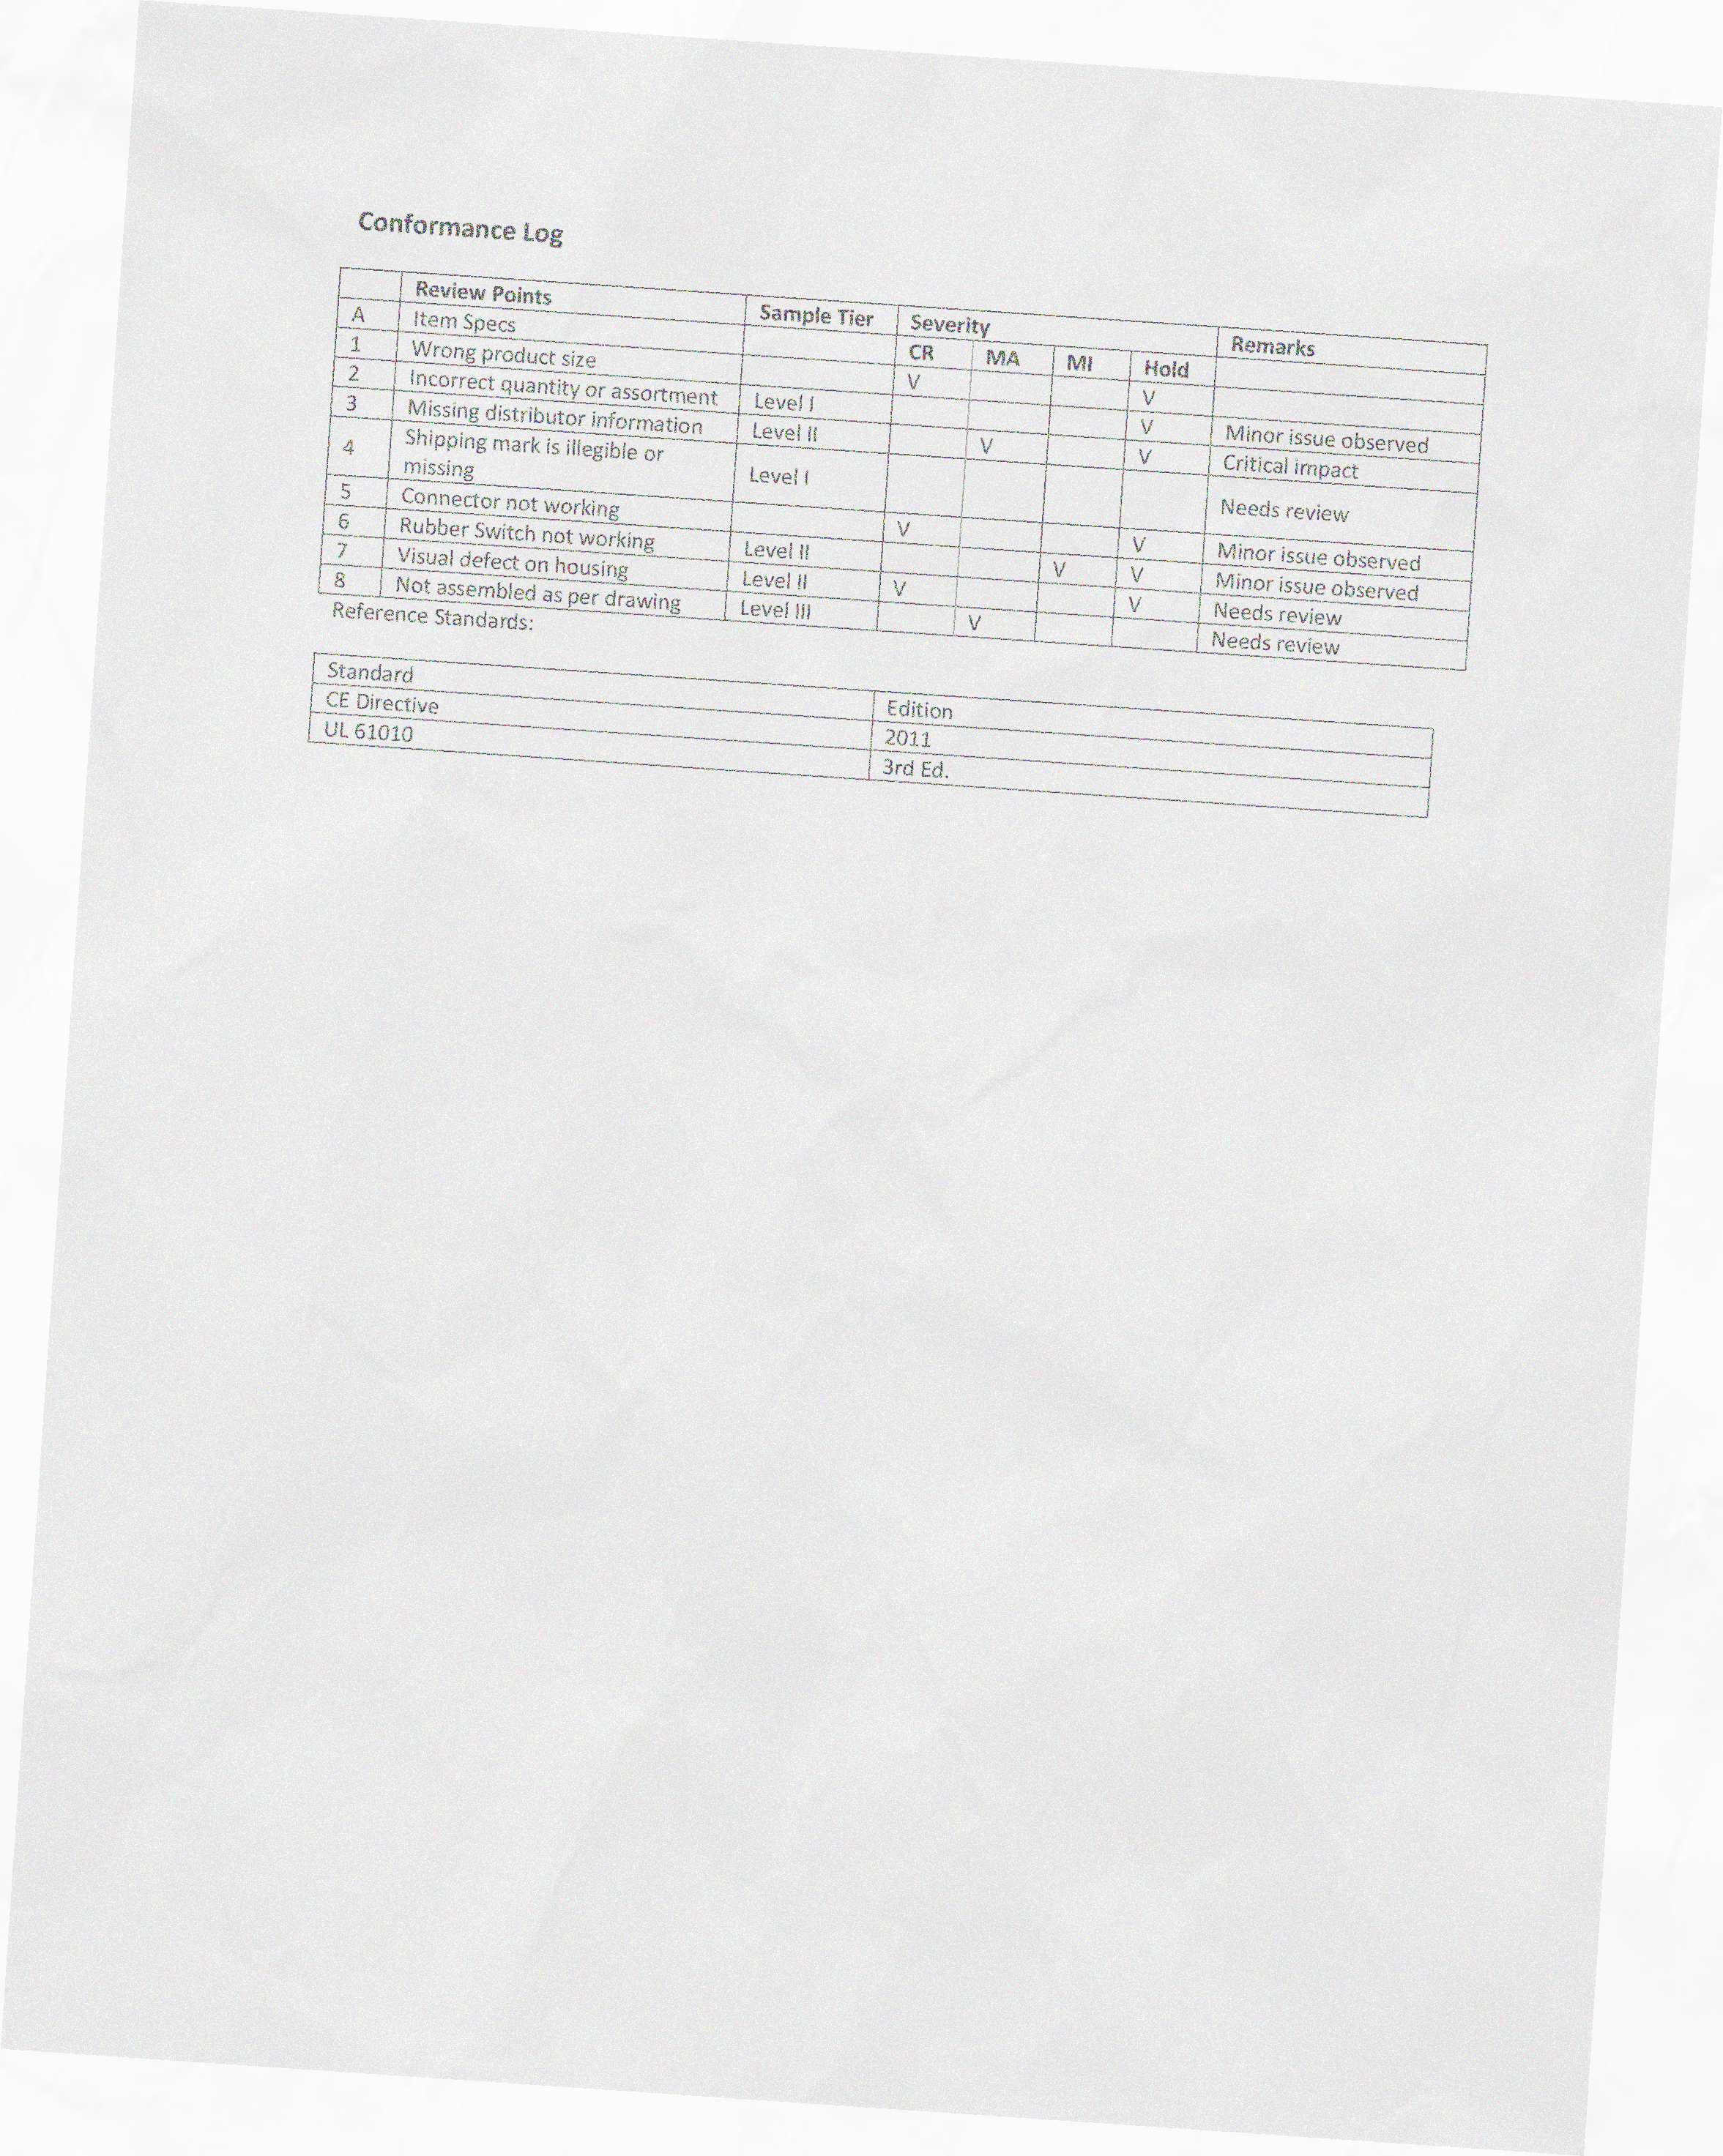 Conformance Log
Review Points Sample Tier Severity Remarks
A Item Specs CR MA MI Hold
1 Wrong product size V V
2 Incorrect quantity or assortment Level I V Minor issue observed
3 Missing distributor information Level II V V Critical impact
4 Shipping mark is illegible or
missing Level I Needs review
5 Connector not working V V Minor issue observed
6 Rubber Switch not working Level II V V Minor issue observed
7 Visual defect on housing Level II V V Needs review
8 Not assembled as per drawing Level III V Needs review
Reference Standards:
Standard Edition
CE Directive 2011
UL 61010 3rd Ed.